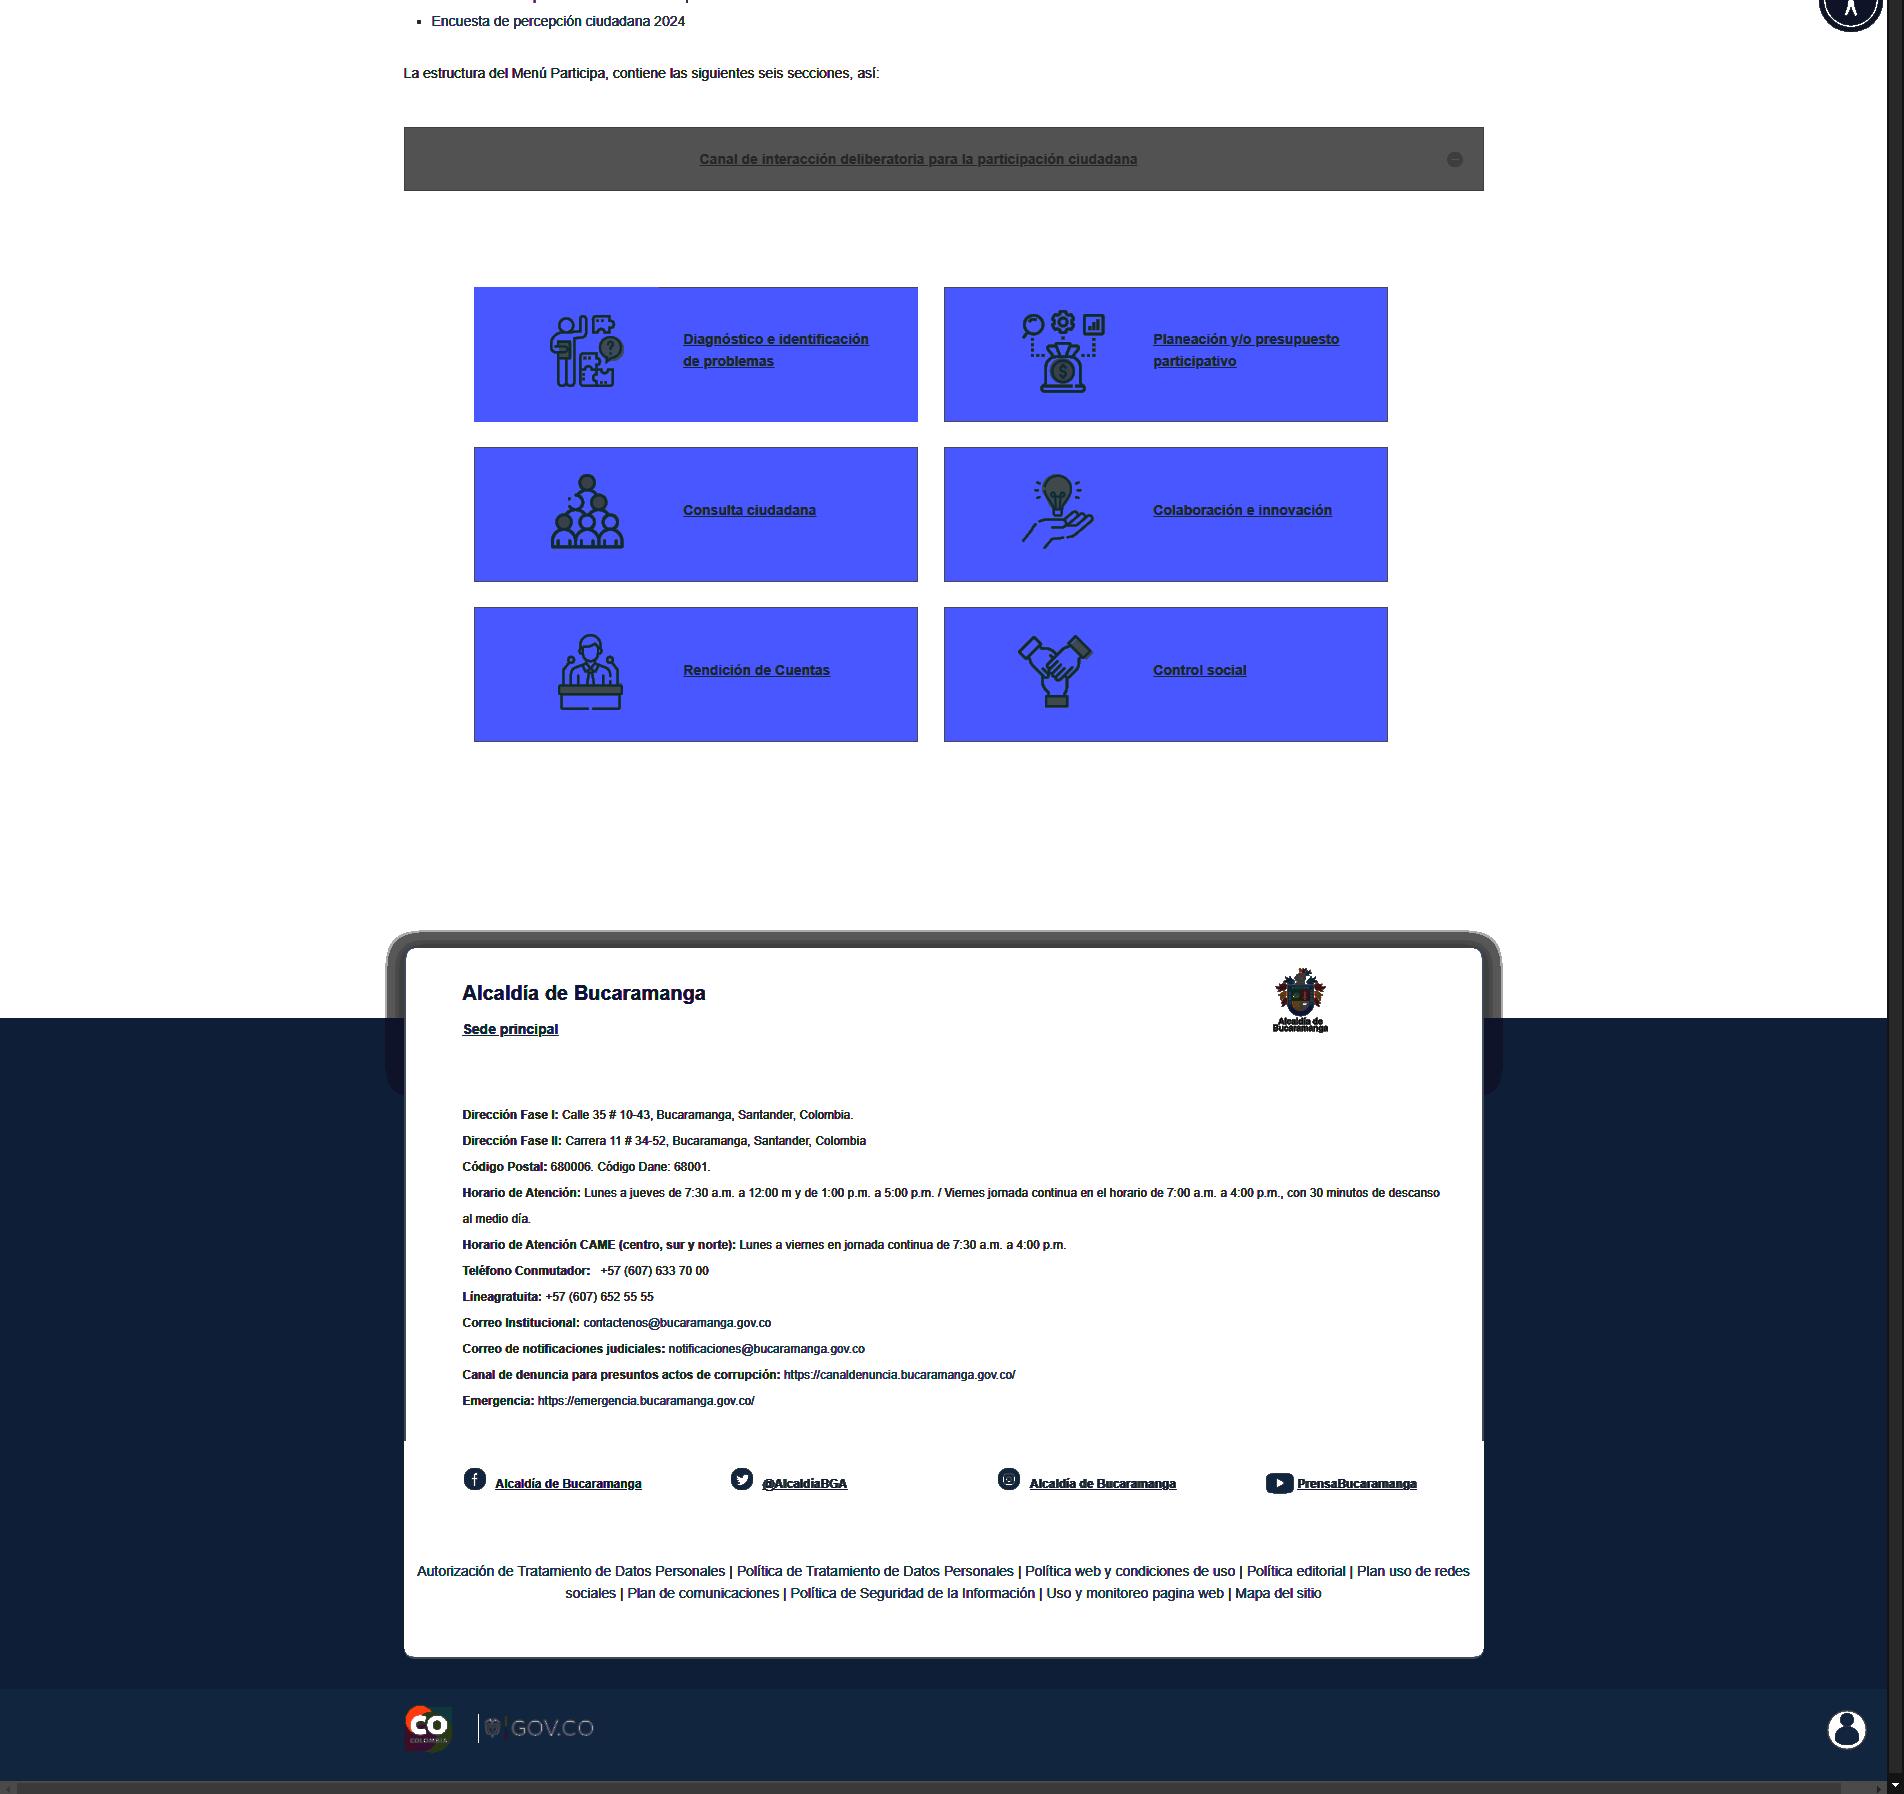 Encuesta de percepción ciudadana 2024
La estructura del Menú Participa, contiene las siguientes seis secciones, así:
Canal de interacción deliberatoria para la participación ciudadana
Diagnóstico e identificación
de problemas
Planeación y/o presupuesto
participativo
Consulta ciudadana
Colaboración e innovación
Rendición de Cuentas
Control social
Alcaldía de Bucaramanga
Alcaldía de
Bucaramanga
Sede principal
Dirección Fase I: Calle 35 # 10-43, Bucaramanga, Santander, Colombia.
Dirección Fase II: Carrera 11 # 34-52, Bucaramanga, Santander, Colombia
Código Postal: 680006. Código Dane: 68001.
Horario de Atención: Lunes a jueves de 7:30 a.m. a 12:00 m y de 1:00 p.m. a 5:00 p.m. / Viernes jornada continua en el horario de 7:00 a.m. a 4:00 p.m., con 30 minutos de descanso
al medio día.
Horario de Atención CAME (centro, sur y norte): Lunes a viernes en jornada continua de 7:30 a.m. a 4:00 p.m.
Teléfono Conmutador: +57 (607) 633 70 00
Líneagratuita: +57 (607) 652 55 55
Correo Institucional: contactenos@bucaramanga.gov.co
Correo de notificaciones judiciales: notificaciones@bucaramanga.gov.co
Canal de denuncia para presuntos actos de corrupción: https://canaldenuncia.bucaramanga.gov.co/
Emergencia: https://emergencia.bucaramanga.gov.co/
Alcaldía de Bucaramanga
@AlcaldiaBGA
Alcaldía de Bucaramanga
PrensaBucaramanga
Autorización de Tratamiento de Datos Personales | Política de Tratamiento de Datos Personales | Política web y condiciones de uso | Política editorial | Plan uso de redes
sociales | Plan de comunicaciones | Política de Seguridad de la Información | Uso y monitoreo pagina web | Mapa del sitio
CO
COLOMBIA
GOV.CO